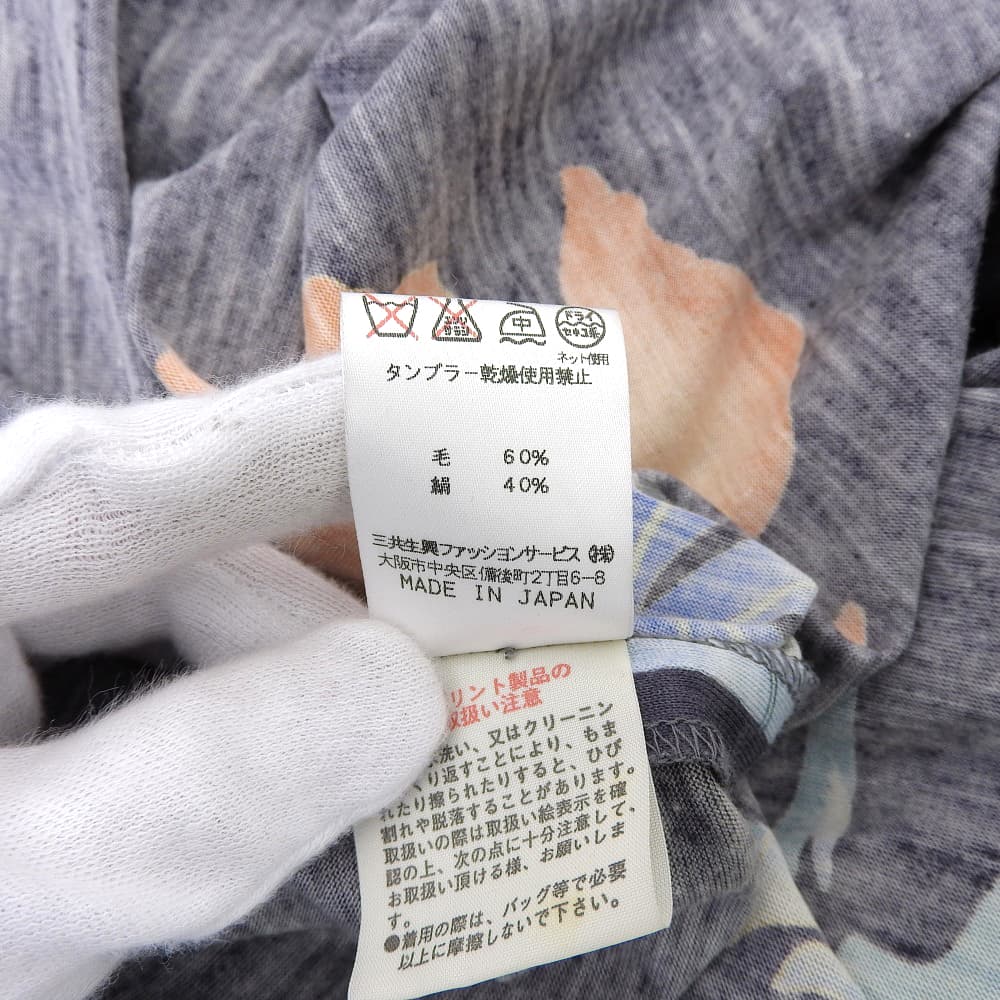 中
ドライ
セキユ系
ネット使用
タンブラー乾燥使用禁止
毛 60%
絹 40%
三共生興ファッションサービス㈱
大阪市中央区備後町2丁目6-8
MADE IN JAPAN
リント製品の
取扱い注意
洗い、又はクリーニン
り返すことにより、もま
れたり擦られたりすると、ひび
割れや脱落することがあります。
取扱いの際は取扱い絵表示を確
認の上、次の点に十分注意して、
お取扱い頂ける様、お願いしま
す。
●着用の際は、バッグ等で必要
以上に摩擦しないで下さい。